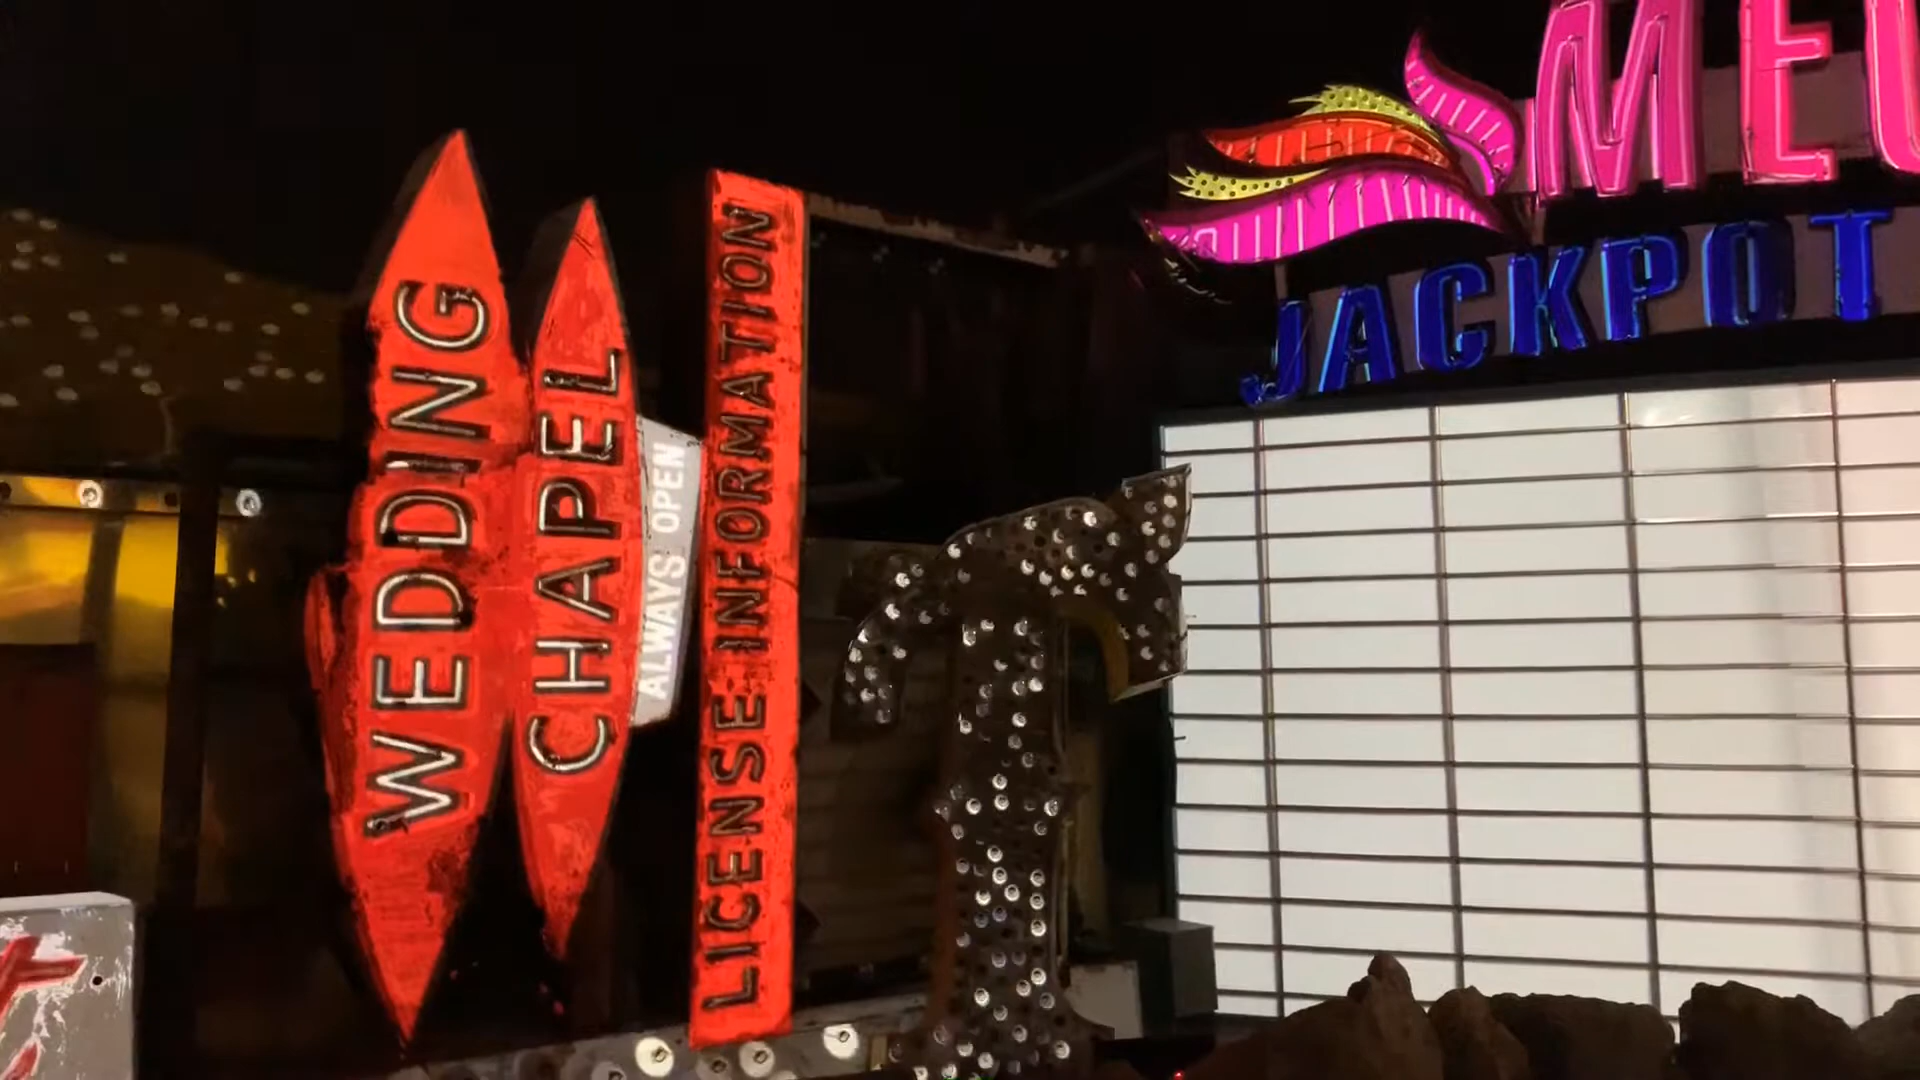 WEDDING
CHAPEL
ALWAYS OPEN
LICENSE INFORMATION
T
JACKPOT